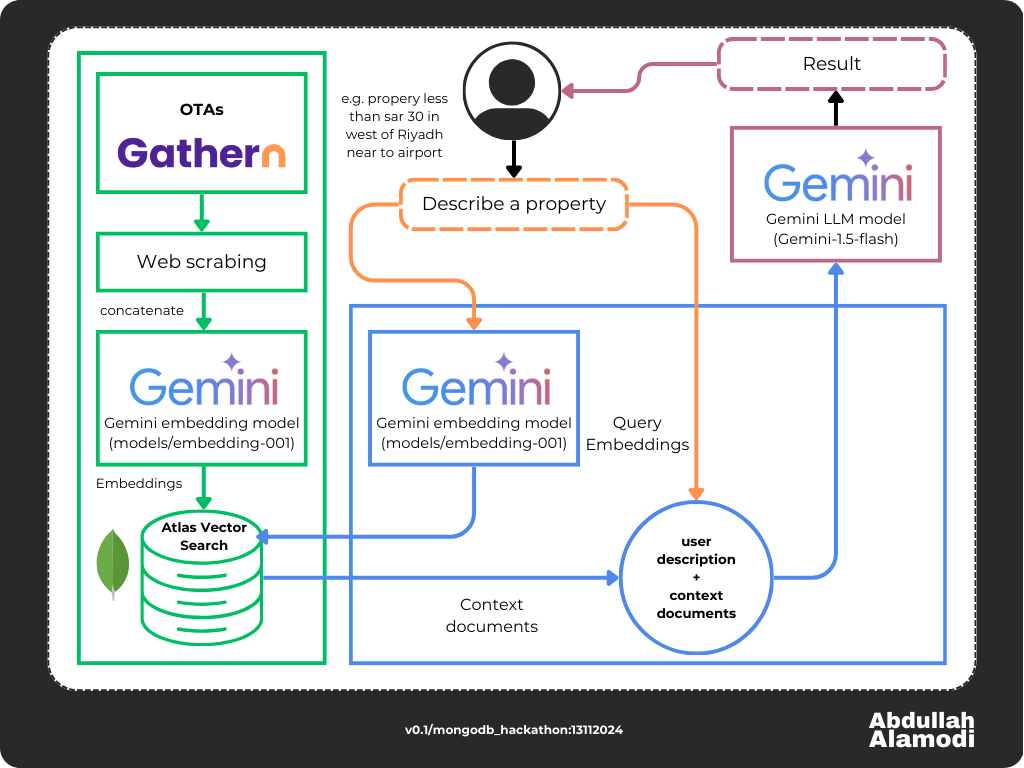 OTAs
Gathern
Web scrabing
concatenate
Gemini
Gemini embedding model
(models/embedding-001)
Embeddings
Atlas Vector
Search
e.g. propery less
than sar 30 in
west of Riyadh
near to airport
Describe a property
Gemini
Gemini embedding model
(models/embedding-001)
Query
Embeddings
Context
documents
user
description
+
context
documents
Result
Gemini
Gemini LLM model
(Gemini-1.5-flash)
v0.1/mongodb_hackathon:13112024
Abdullah
Alamodi